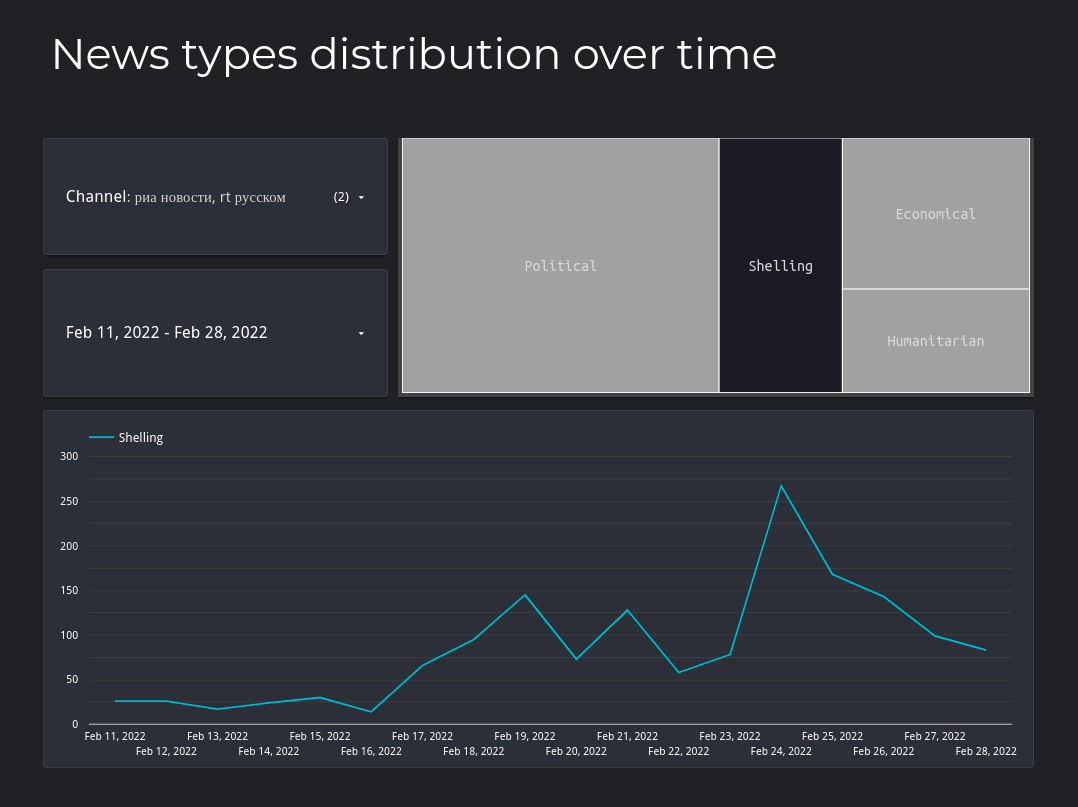 News types distribution over time
Channel: риа новости, rt русском (2)
Feb 11, 2022 - Feb 28, 2022
Political
Shelling
Economical
Humanitarian
Shelling
300
250
200
150
100
50
0
Feb 11, 2022
Feb 12, 2022
Feb 13, 2022
Feb 14, 2022
Feb 15, 2022
Feb 16, 2022
Feb 17, 2022
Feb 18, 2022
Feb 19, 2022
Feb 20, 2022
Feb 21, 2022
Feb 22, 2022
Feb 23, 2022
Feb 24, 2022
Feb 25, 2022
Feb 26, 2022
Feb 27, 2022
Feb 28, 2022